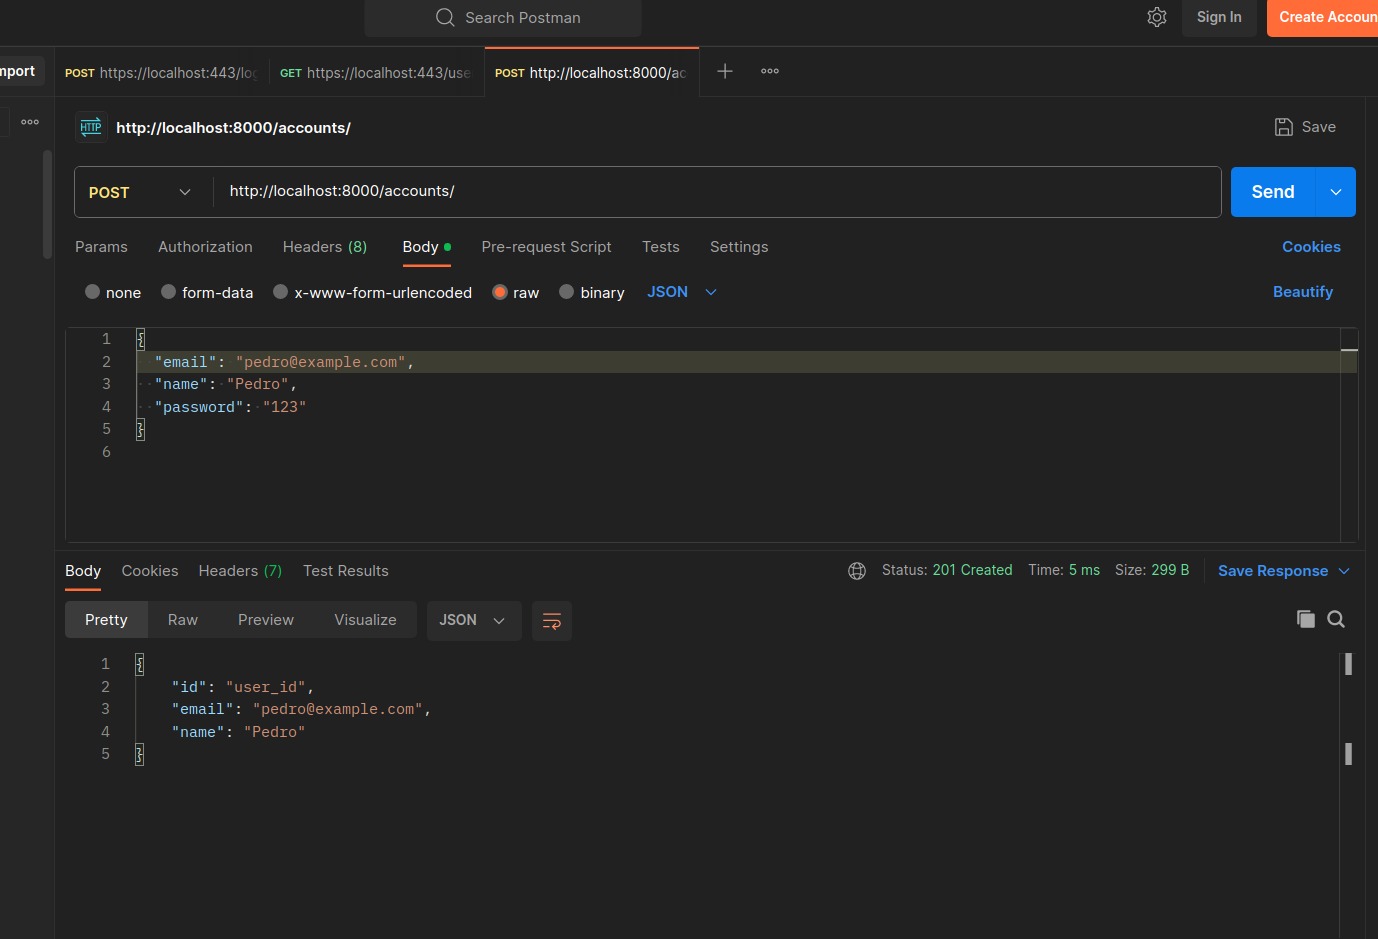 Search Postman
Sign In
Create Accoun
mport
POST https://localhost:443/log
GET https://localhost:443/use
POST http://localhost:8000/ac
HTTP http://localhost:8000/accounts/
Save
POST http://localhost:8000/accounts/
Send
Params Authorization Headers (8) Body Pre-request Script Tests Settings Cookies
none form-data x-www-form-urlencoded raw binary JSON Beautify
1 {
2 "email": "pedro@example.com",
3 "name": "Pedro",
4 "password": "123"
5 }
6
Body Cookies Headers (7) Test Results Status: 201 Created Time: 5 ms Size: 299 B Save Response
Pretty Raw Preview Visualize JSON
1 {
2 "id": "user_id",
3 "email": "pedro@example.com",
4 "name": "Pedro"
5 }